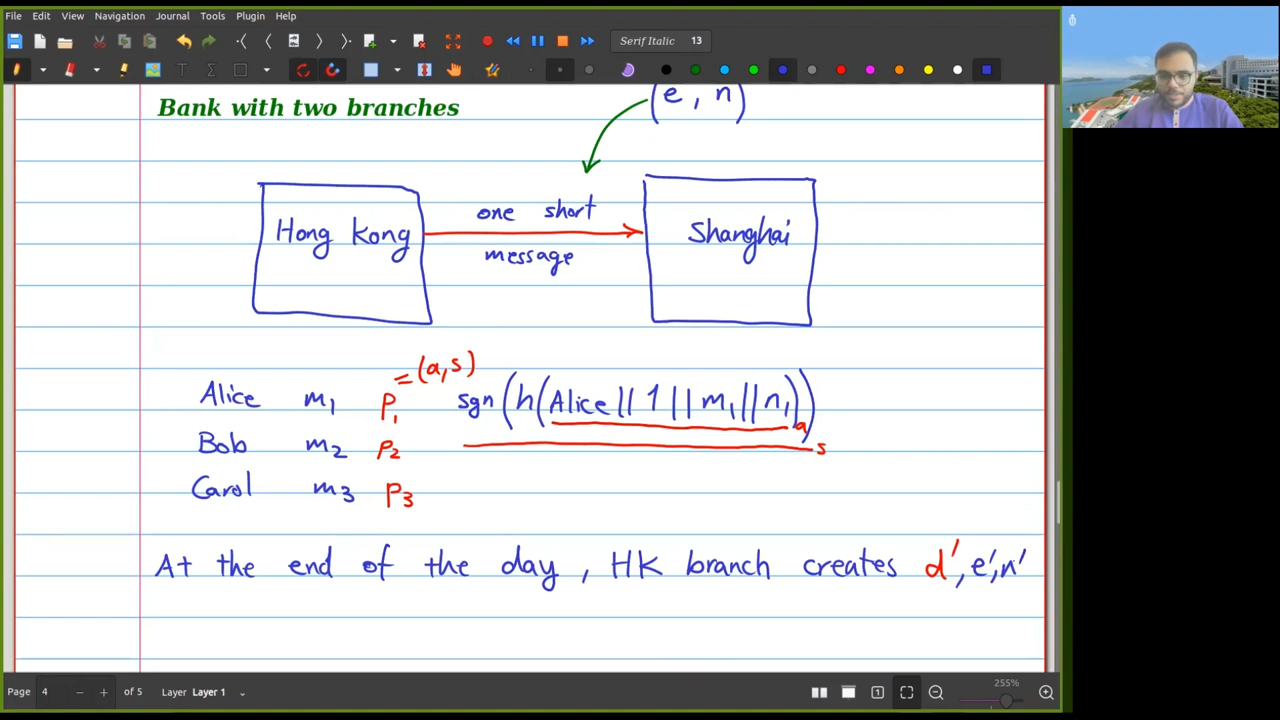 File Edit View Navigation Journal Tools Plugin Help
Serif Italic 13
Bank with two branches
(e, n)
Hong Kong
one short
message
Shanghai
= (a, s)
Alice m₁ p₁ sgn(h(Alice || 1 || m₁ || n₁)) a
Bob m₂ p₂ s
Carol m₃ p₃
At the end of the day, HK branch creates d', e', n'
Page 4 of 5 Layer Layer 1 255%